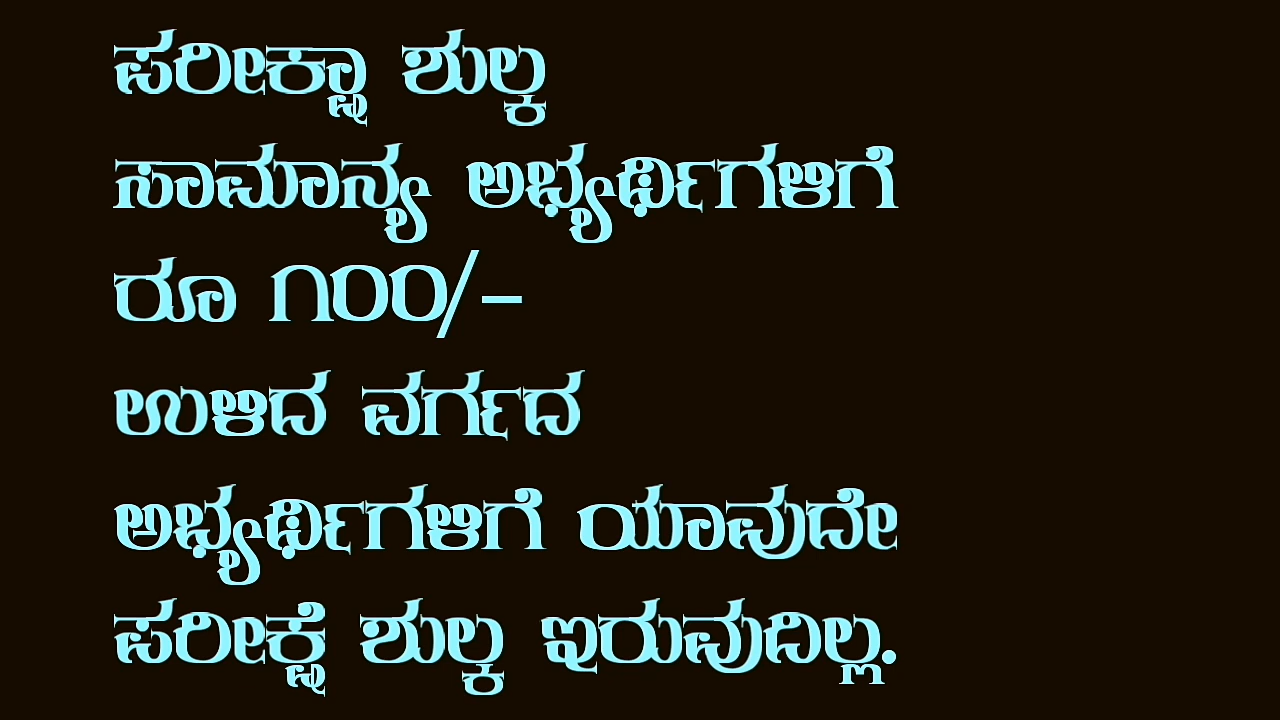 ಪರೀಕ್ಷಾ ಶುಲ್ಕ
ಸಾಮಾನ್ಯ ಅಭ್ಯರ್ಥಿಗಳಿಗೆ
ರೂ ೧೦೦/-
ಉಳಿದ ವರ್ಗದ
ಅಭ್ಯರ್ಥಿಗಳಿಗೆ ಯಾವುದೇ
ಪರೀಕ್ಷೆ ಶುಲ್ಕ ಇರುವುದಿಲ್ಲ.